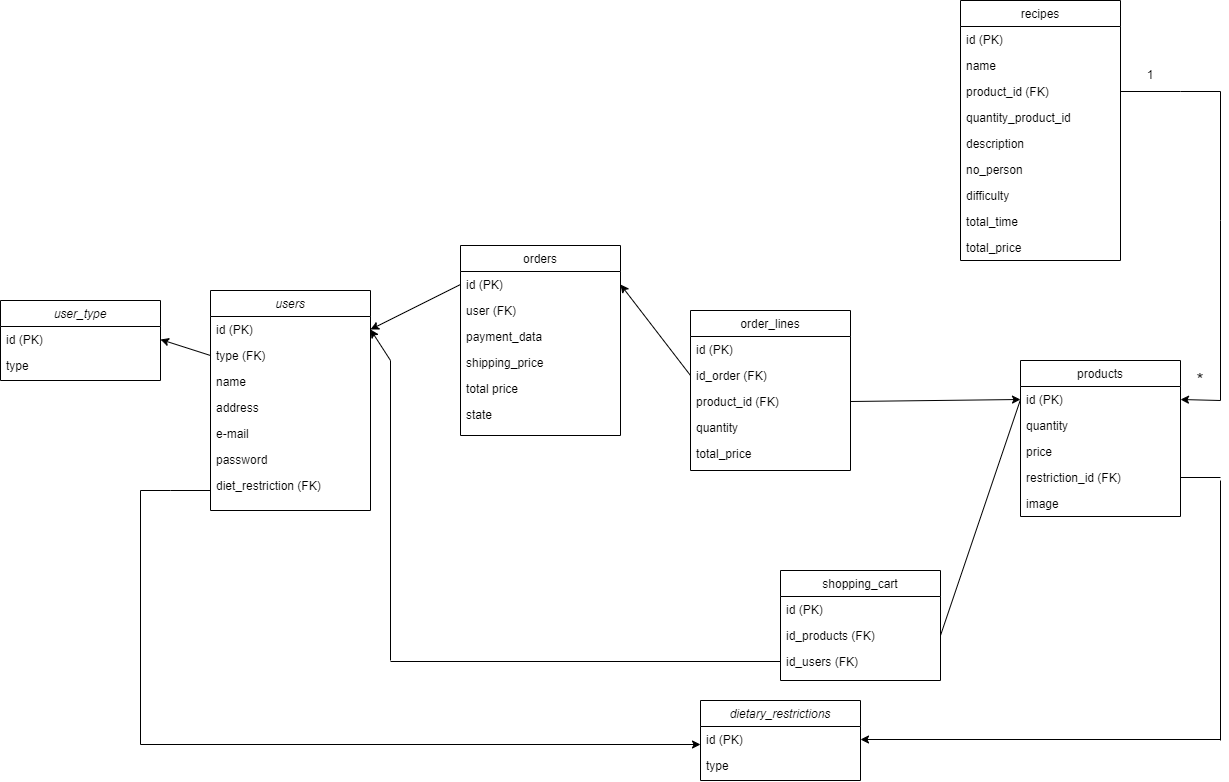 recipes
id (PK)
name
product_id (FK)
quantity_product_id
description
no_person
difficulty
total_time
total_price
1
*
orders
id (PK)
user (FK)
payment_data
shipping_price
total price
state
users
id (PK)
type (FK)
name
address
e-mail
password
diet_restriction (FK)
user_type
id (PK)
type
order_lines
id (PK)
id_order (FK)
product_id (FK)
quantity
total_price
products
id (PK)
quantity
price
restriction_id (FK)
image
shopping_cart
id (PK)
id_products (FK)
id_users (FK)
dietary_restrictions
id (PK)
type